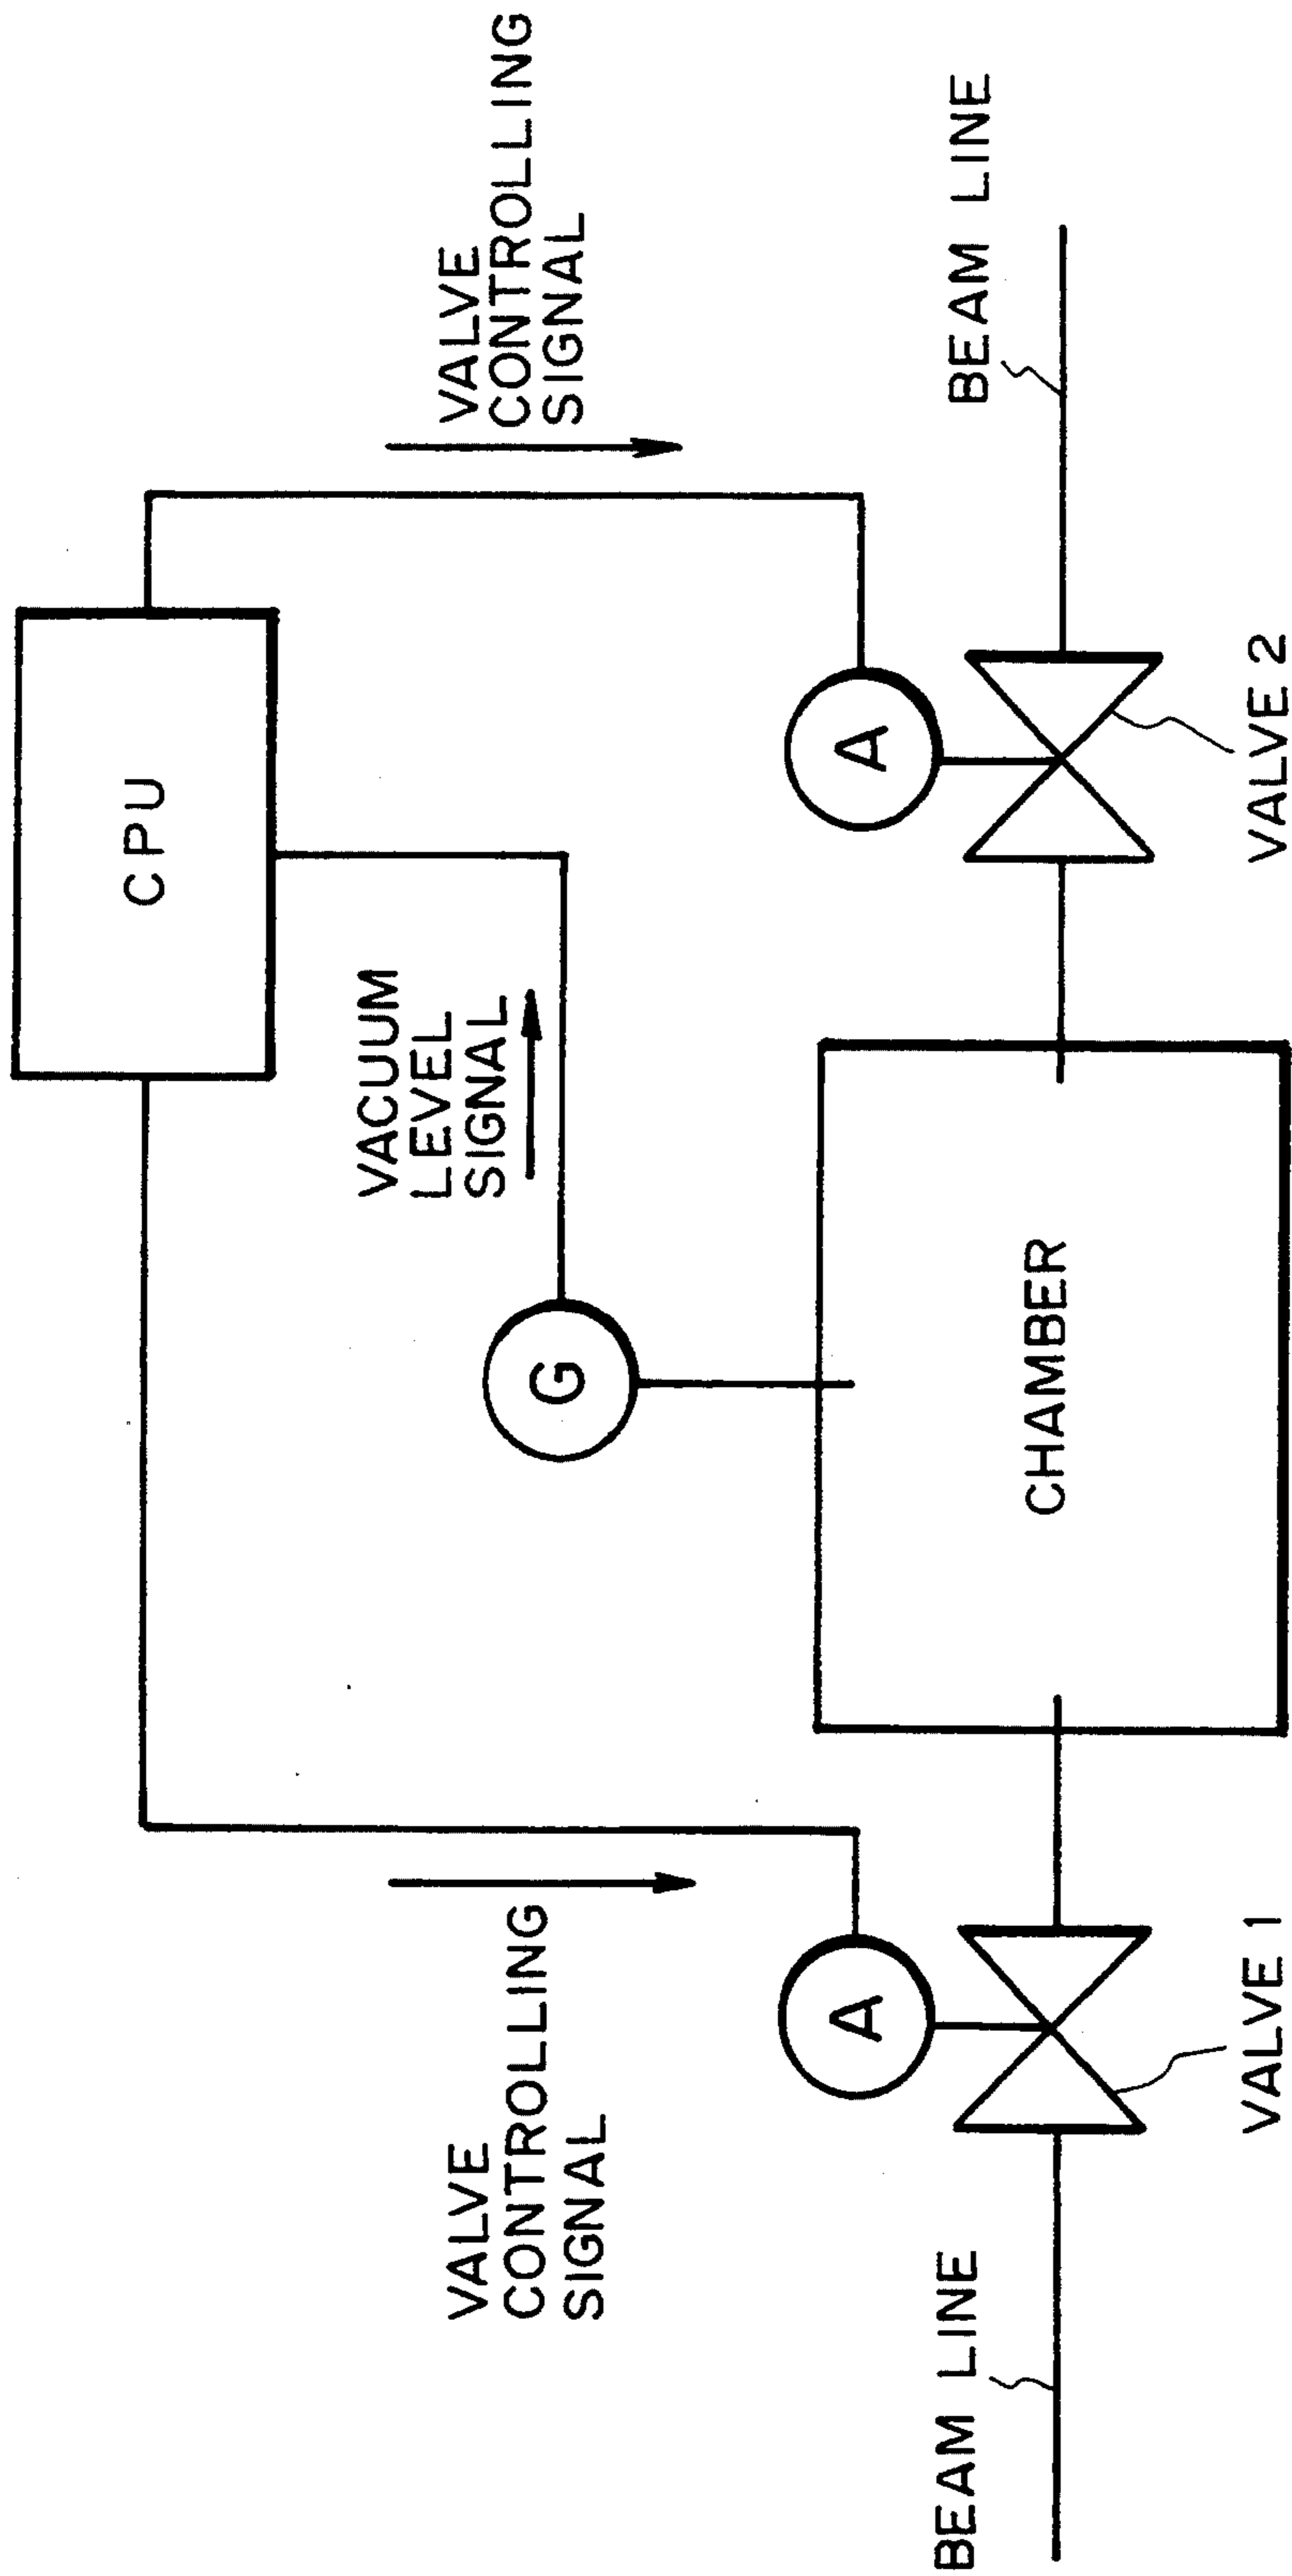 CPU
VALVE
CONTROLLING
SIGNAL
VACUUM
LEVEL
SIGNAL
VALVE
CONTROLLING
SIGNAL
G
A
A
BEAM LINE
CHAMBER
BEAM LINE
VALVE 1
VALVE 2